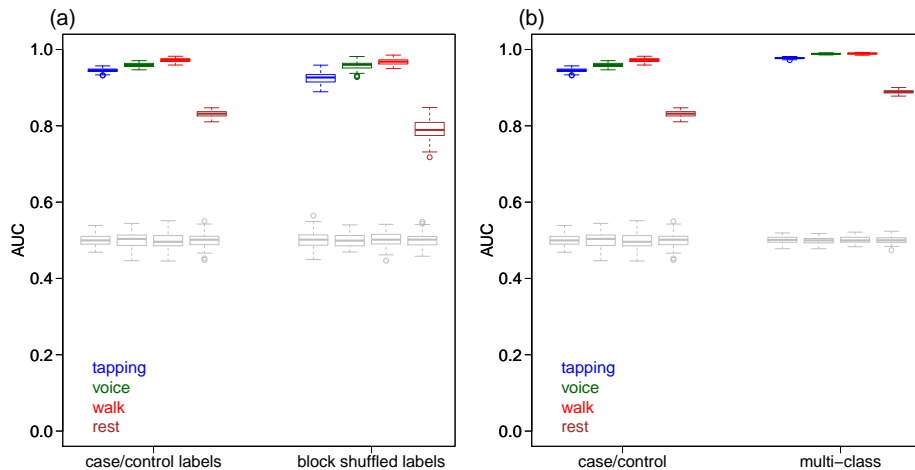 (a)
AUC
1.0
0.8
0.6
0.4
0.2
0.0
tapping
voice
walk
rest
case/control labels
block shuffled labels
(b)
AUC
1.0
0.8
0.6
0.4
0.2
0.0
tapping
voice
walk
rest
case/control
multi−class